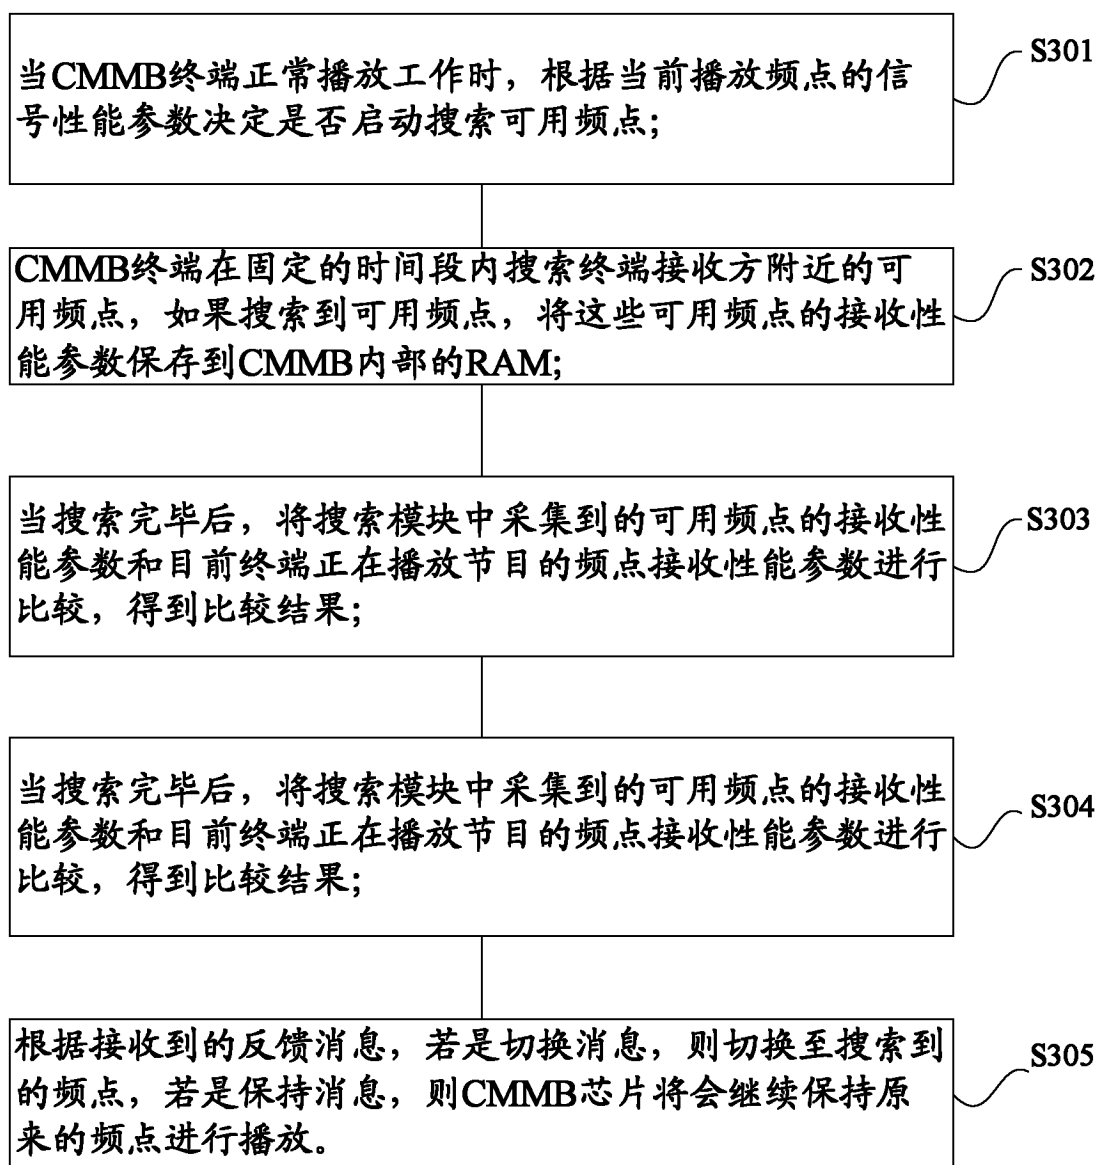 当CMMB终端正常播放工作时，根据当前播放频点的信
号性能参数决定是否启动搜索可用频点；
S301
CMMB终端在固定的时间段内搜索终端接收方附近的可
用频点，如果搜索到可用频点，将这些可用频点的接收性
能参数保存到CMMB内部的RAM；
S302
当搜索完毕后，将搜索模块中采集到的可用频点的接收性
能参数和目前终端正在播放节目的频点接收性能参数进行
比较，得到比较结果；
S303
当搜索完毕后，将搜索模块中采集到的可用频点的接收性
能参数和目前终端正在播放节目的频点接收性能参数进行
比较，得到比较结果；
S304
根据接收到的反馈消息，若是切换消息，则切换至搜索到
的频点，若是保持消息，则CMMB芯片将会继续保持原
来的频点进行播放。
S305